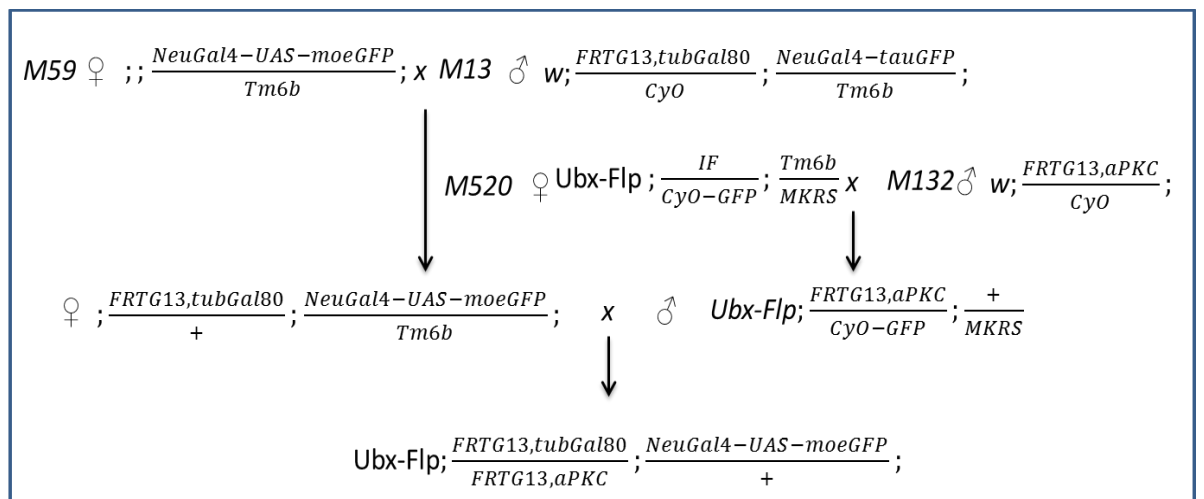 M59 ♀ ;; NeuGal4−UAS−moeGFP/Tm6b ; x M13 ♂ w; FRTG13,tubGal80/CyO ; NeuGal4−tauGFP/Tm6b ;
M520 ♀ Ubx-Flp ; IF/CyO−GFP ; Tm6b/MKRS x M132♂ w; FRTG13,aPKC/CyO ;
♀ ; FRTG13,tubGal80/+ ; NeuGal4−UAS−moeGFP/Tm6b ; x ♂ Ubx-Flp; FRTG13,aPKC/CyO−GFP ; +/MKRS
Ubx-Flp; FRTG13,tubGal80/FRTG13,aPKC ; NeuGal4−UAS−moeGFP/+ ;